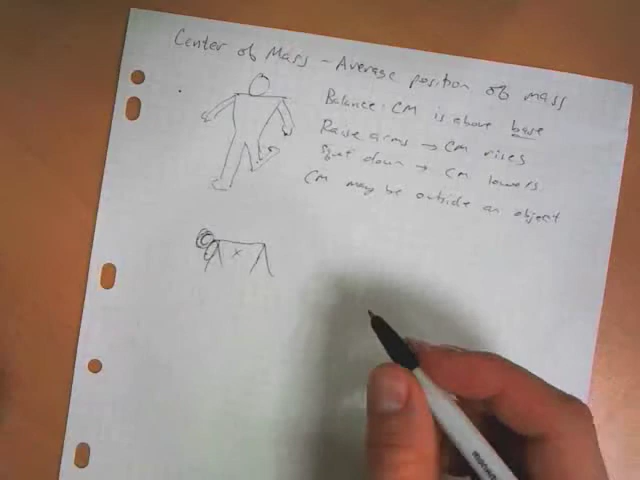 Center of Mass - Average position of mass
Balance: CM is above base
Raise arms → CM rises
Squat down → CM lowers
CM may be outside an object